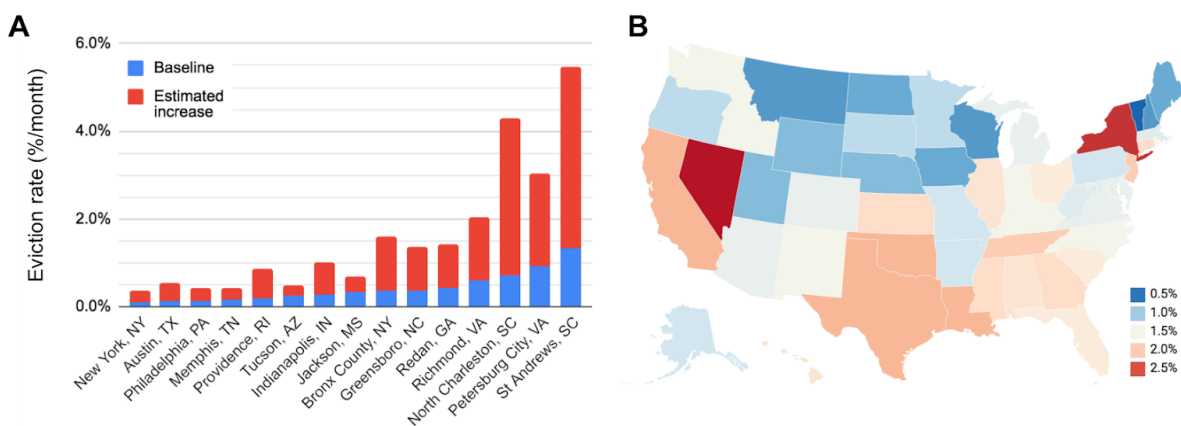 A
6.0%
4.0%
2.0%
0.0%
Eviction rate (%/month)
Baseline
Estimated
increase
New York, NY
Austin, TX
Philadelphia, PA
Memphis, TN
Providence, RI
Tucson, AZ
Indianapolis, IN
Jackson, MS
Bronx County, NY
Greensboro, NC
Redan, GA
Richmond, VA
North Charleston, SC
Petersburg City, VA
St Andrews, SC
B
0.5%
1.0%
1.5%
2.0%
2.5%